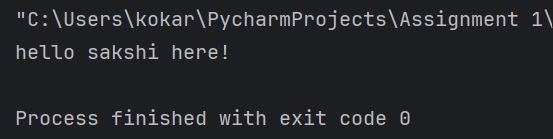 "C:\Users\kokar\PycharmProjects\Assignment 1\
hello sakshi here!
Process finished with exit code 0